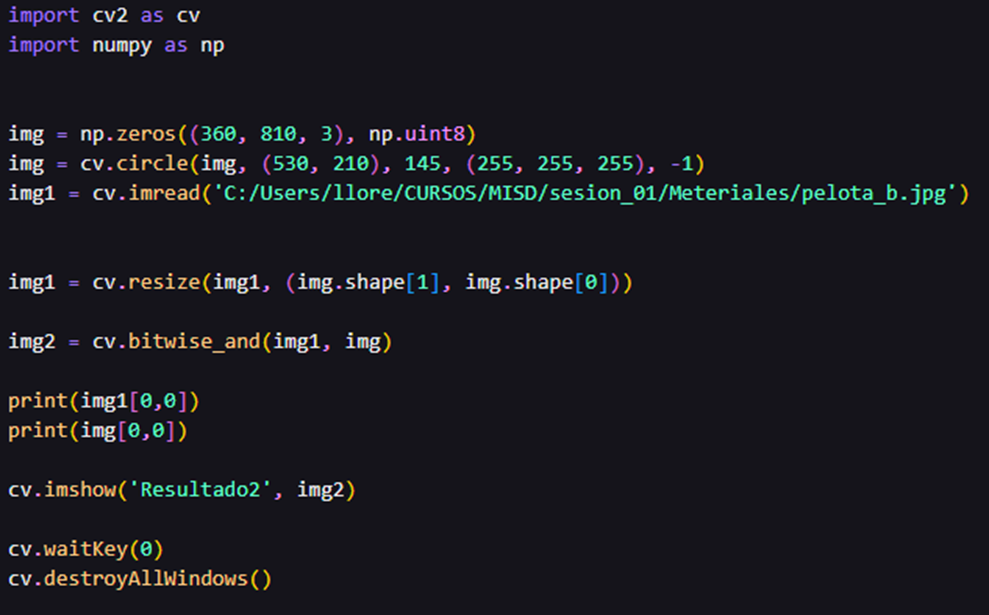 import cv2 as cv
import numpy as np
img = np.zeros((360, 810, 3), np.uint8)
img = cv.circle(img, (530, 210), 145, (255, 255, 255), -1)
img1 = cv.imread('C:/Users/llore/CURSOS/MISD/sesion_01/Meteriales/pelota_b.jpg')
img1 = cv.resize(img1, (img.shape[1], img.shape[0]))
img2 = cv.bitwise_and(img1, img)
print(img1[0,0])
print(img[0,0])
cv.imshow('Resultado2', img2)
cv.waitKey(0)
cv.destroyAllWindows()